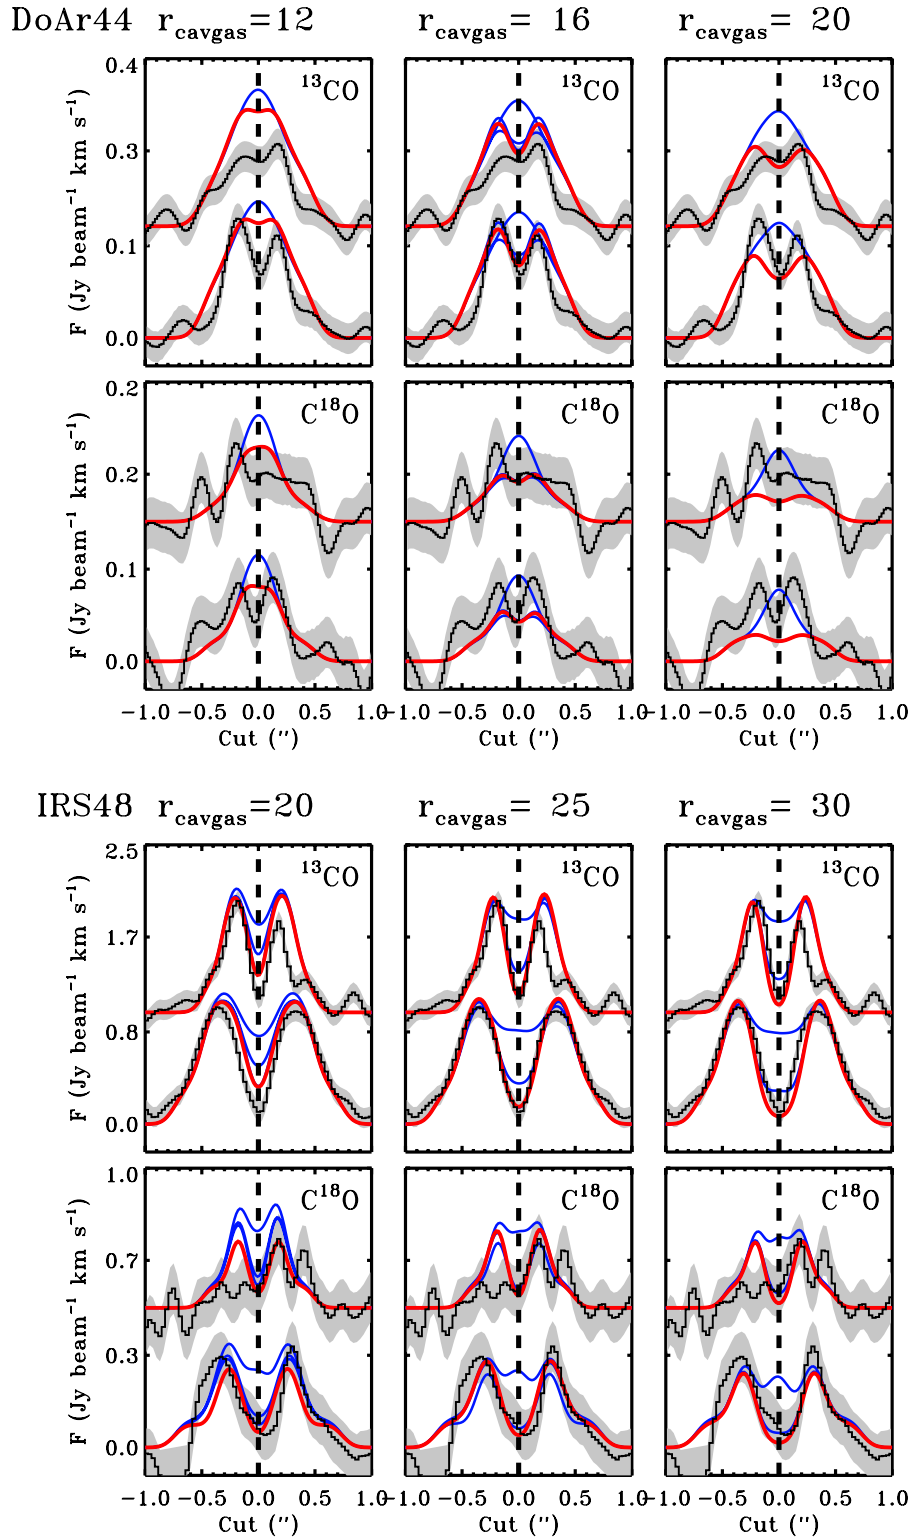 DoAr44 r_cavgas=12 r_cavgas= 16 r_cavgas= 20
0.4
0.3
0.1
0.0
F (Jy beam⁻¹ km s⁻¹)
¹³CO ¹³CO ¹³CO
0.2
0.2
0.1
0.0
F (Jy beam⁻¹ km s⁻¹)
C¹⁸O C¹⁸O C¹⁸O
−1.0 −0.5 0.0 0.5 1.0 −1.0 −0.5 0.0 0.5 1.0 −1.0 −0.5 0.0 0.5 1.0
Cut (″) Cut (″) Cut (″)
IRS48 r_cavgas=20 r_cavgas= 25 r_cavgas= 30
2.5
1.7
0.8
0.0
F (Jy beam⁻¹ km s⁻¹)
¹³CO ¹³CO ¹³CO
1.0
0.7
0.3
0.0
F (Jy beam⁻¹ km s⁻¹)
C¹⁸O C¹⁸O C¹⁸O
−1.0 −0.5 0.0 0.5 1.0 −1.0 −0.5 0.0 0.5 1.0 −1.0 −0.5 0.0 0.5 1.0
Cut (″) Cut (″) Cut (″)